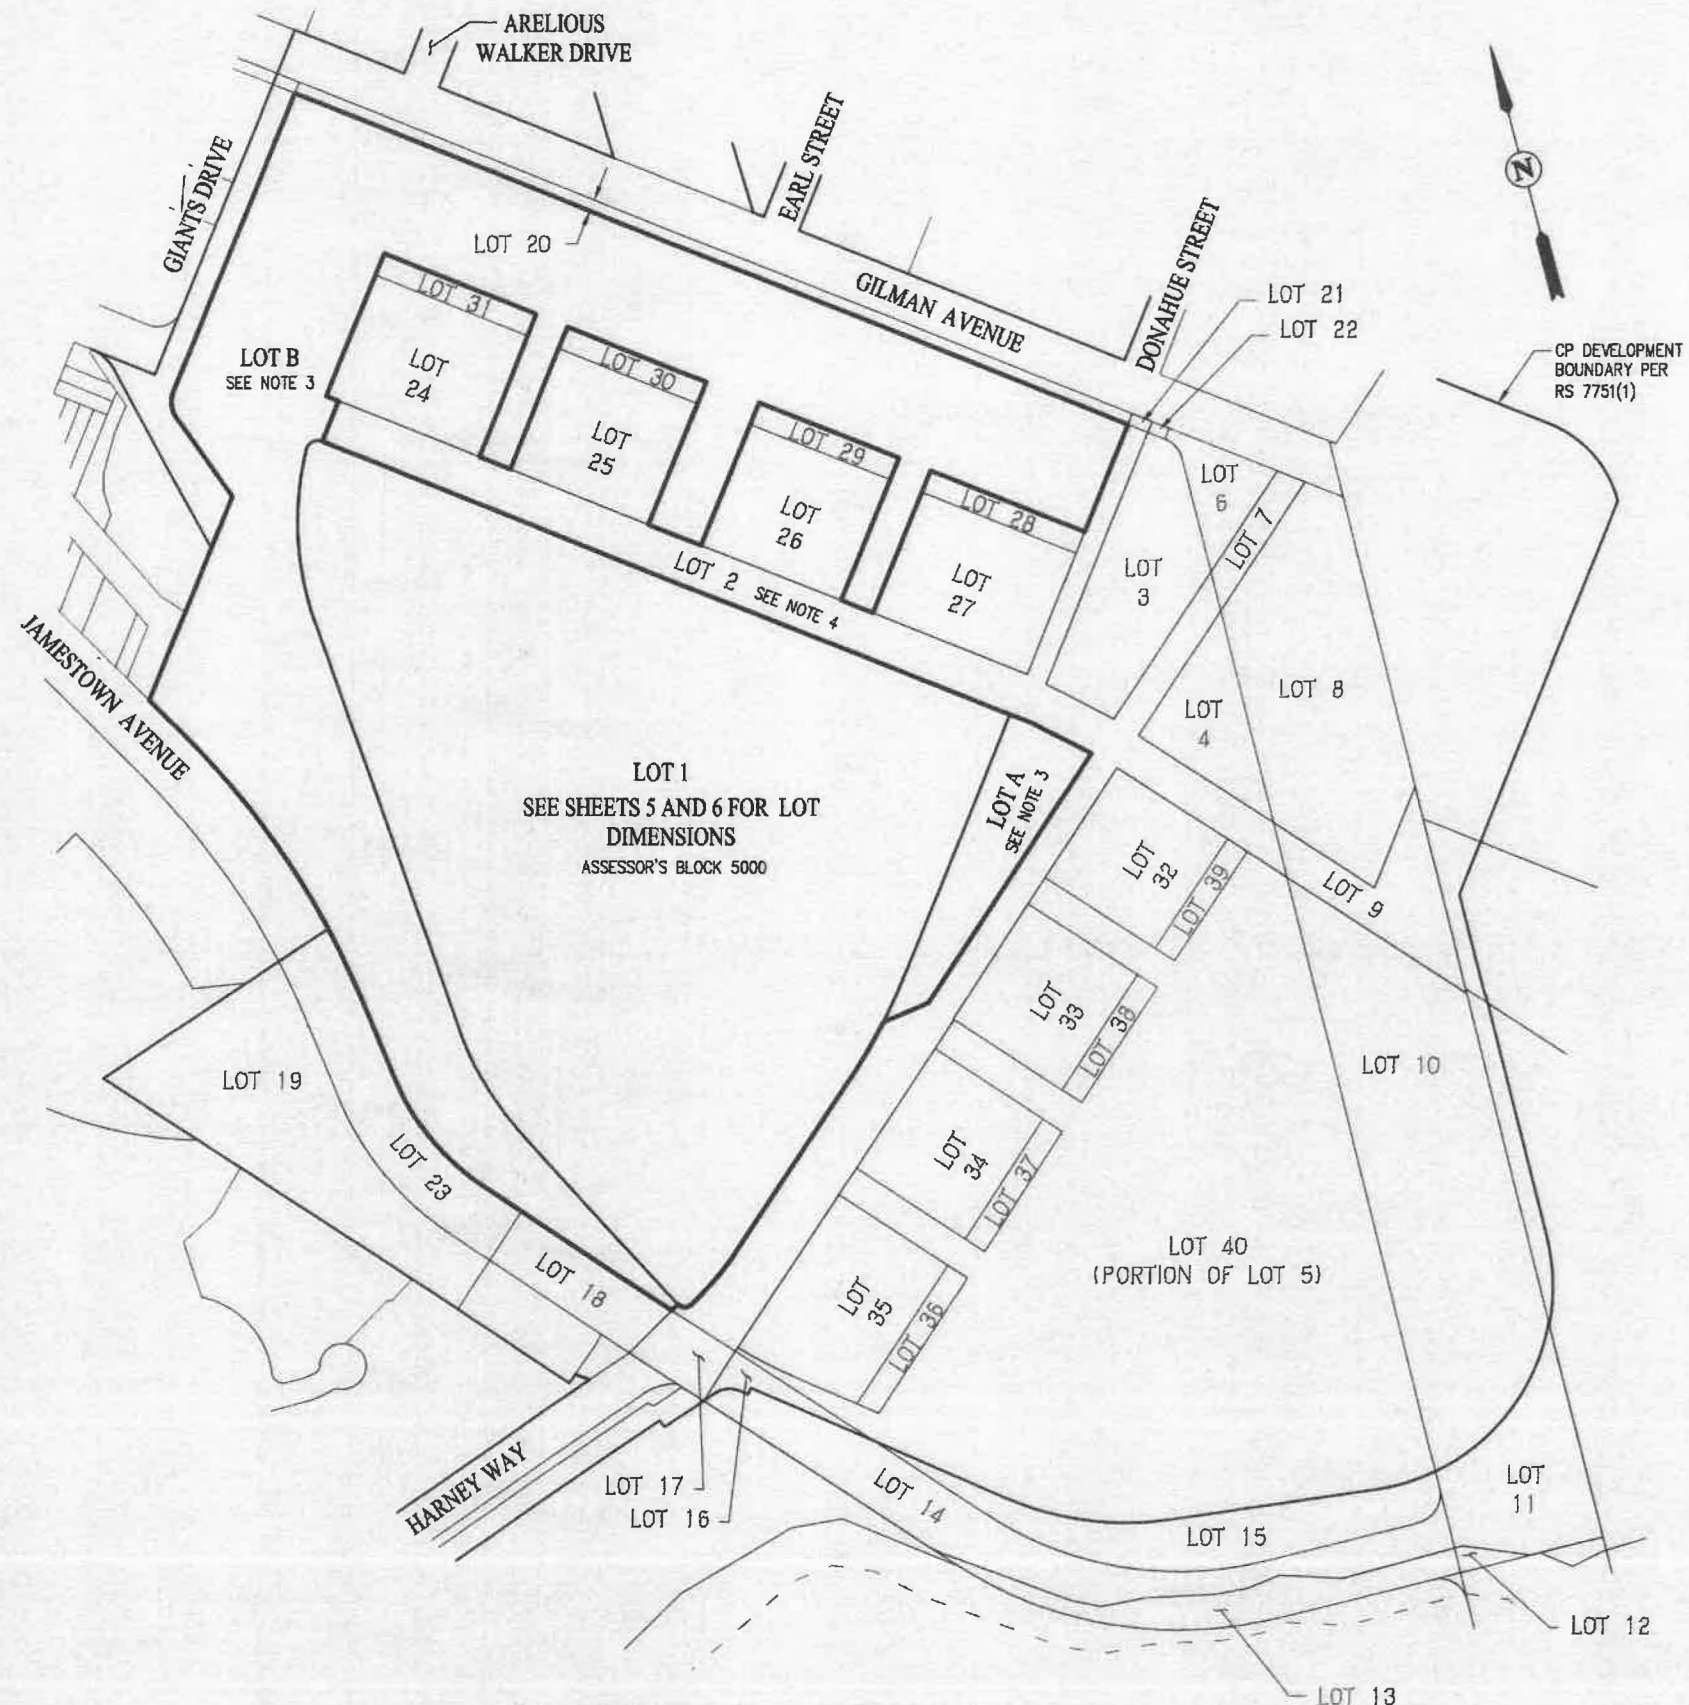 ARELIOUS
WALKER DRIVE
GIANTS DRIVE
EARL STREET
LOT 20
GILMAN AVENUE
DONAHUE STREET
LOT 21
LOT 22
N
CP DEVELOPMENT
BOUNDARY PER
RS 7751(1)
LOT B
SEE NOTE 3
LOT 31
LOT
24
LOT 30
LOT
25
LOT 29
LOT
26
LOT 28
LOT
27
LOT
6
LOT 7
LOT
3
LOT 2 SEE NOTE 4
LOT 8
LOT
4
JAMESTOWN AVENUE
LOT 1
SEE SHEETS 5 AND 6 FOR LOT
DIMENSIONS
ASSESSOR'S BLOCK 5000
LOT A
SEE NOTE 3
LOT
32
LOT 39
LOT 9
LOT
33
LOT 38
LOT 10
LOT 19
LOT 23
LOT
34
LOT 37
LOT 18
LOT 40
(PORTION OF LOT 5)
LOT
35
LOT 36
HARNEY WAY
LOT 17
LOT 16
LOT 14
LOT 15
LOT
11
LOT 12
LOT 13